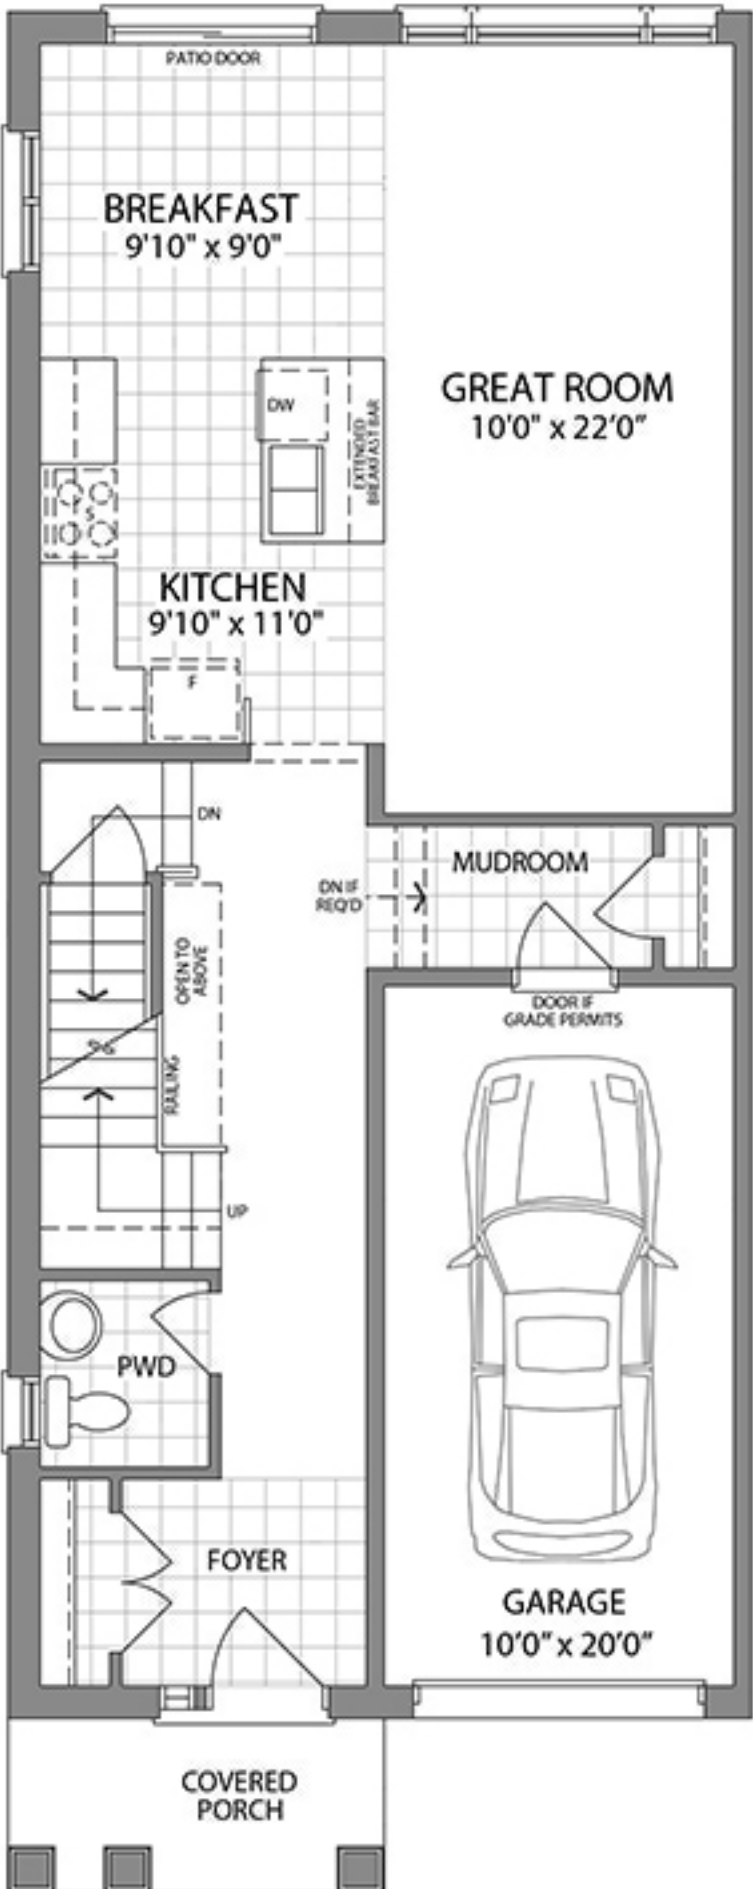 PATIO DOOR
BREAKFAST
9'10" x 9'0"
GREAT ROOM
10'0" x 22'0"
DW
EXTENDED
BREAKFAST BAR
S
KITCHEN
9'10" x 11'0"
F
DN
MUDROOM
DN IF
REQ'D
OPEN TO
ABOVE
DOOR IF
GRADE PERMITS
RAILING
UP
PWD
FOYER
GARAGE
10'0" x 20'0"
COVERED
PORCH